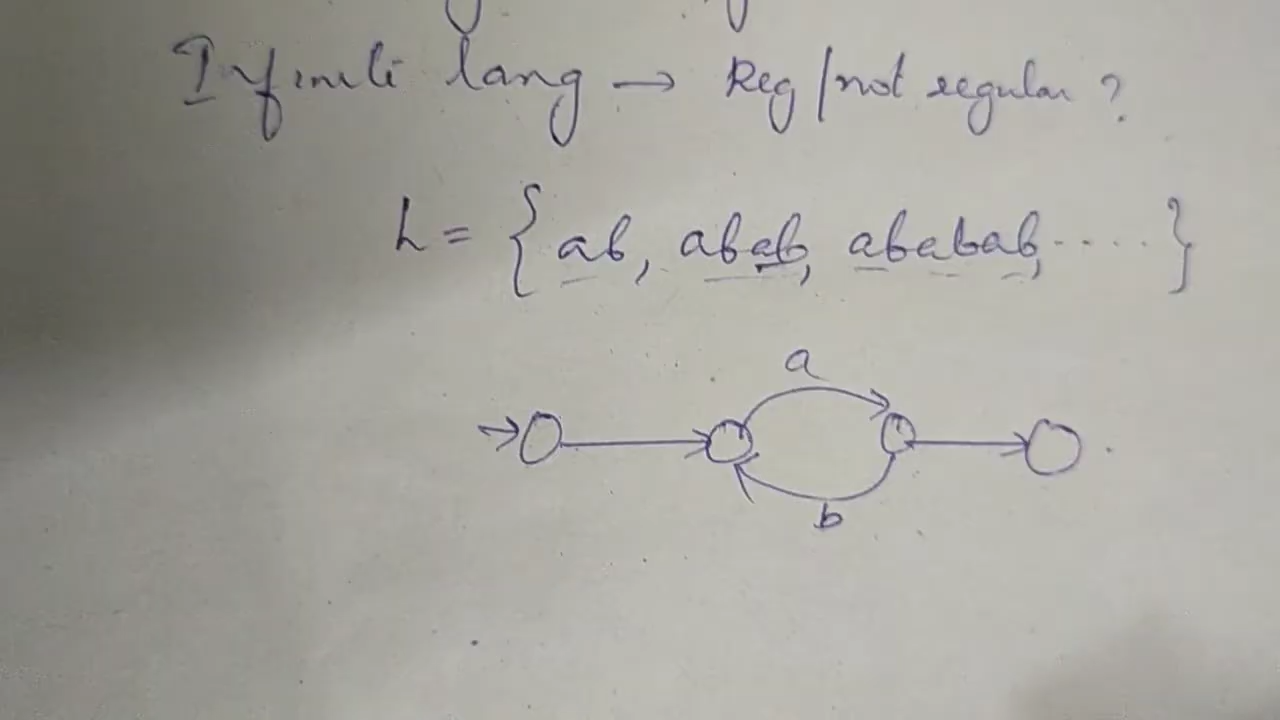 Infinite lang → Reg/not regular?
L = { ab, abab, ababab, ..... }
a
b